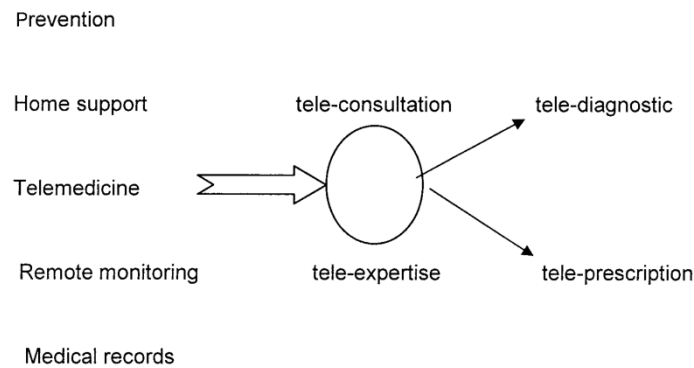 Prevention
Home support
tele-consultation
tele-diagnostic
Telemedicine
Remote monitoring
tele-expertise
tele-prescription
Medical records